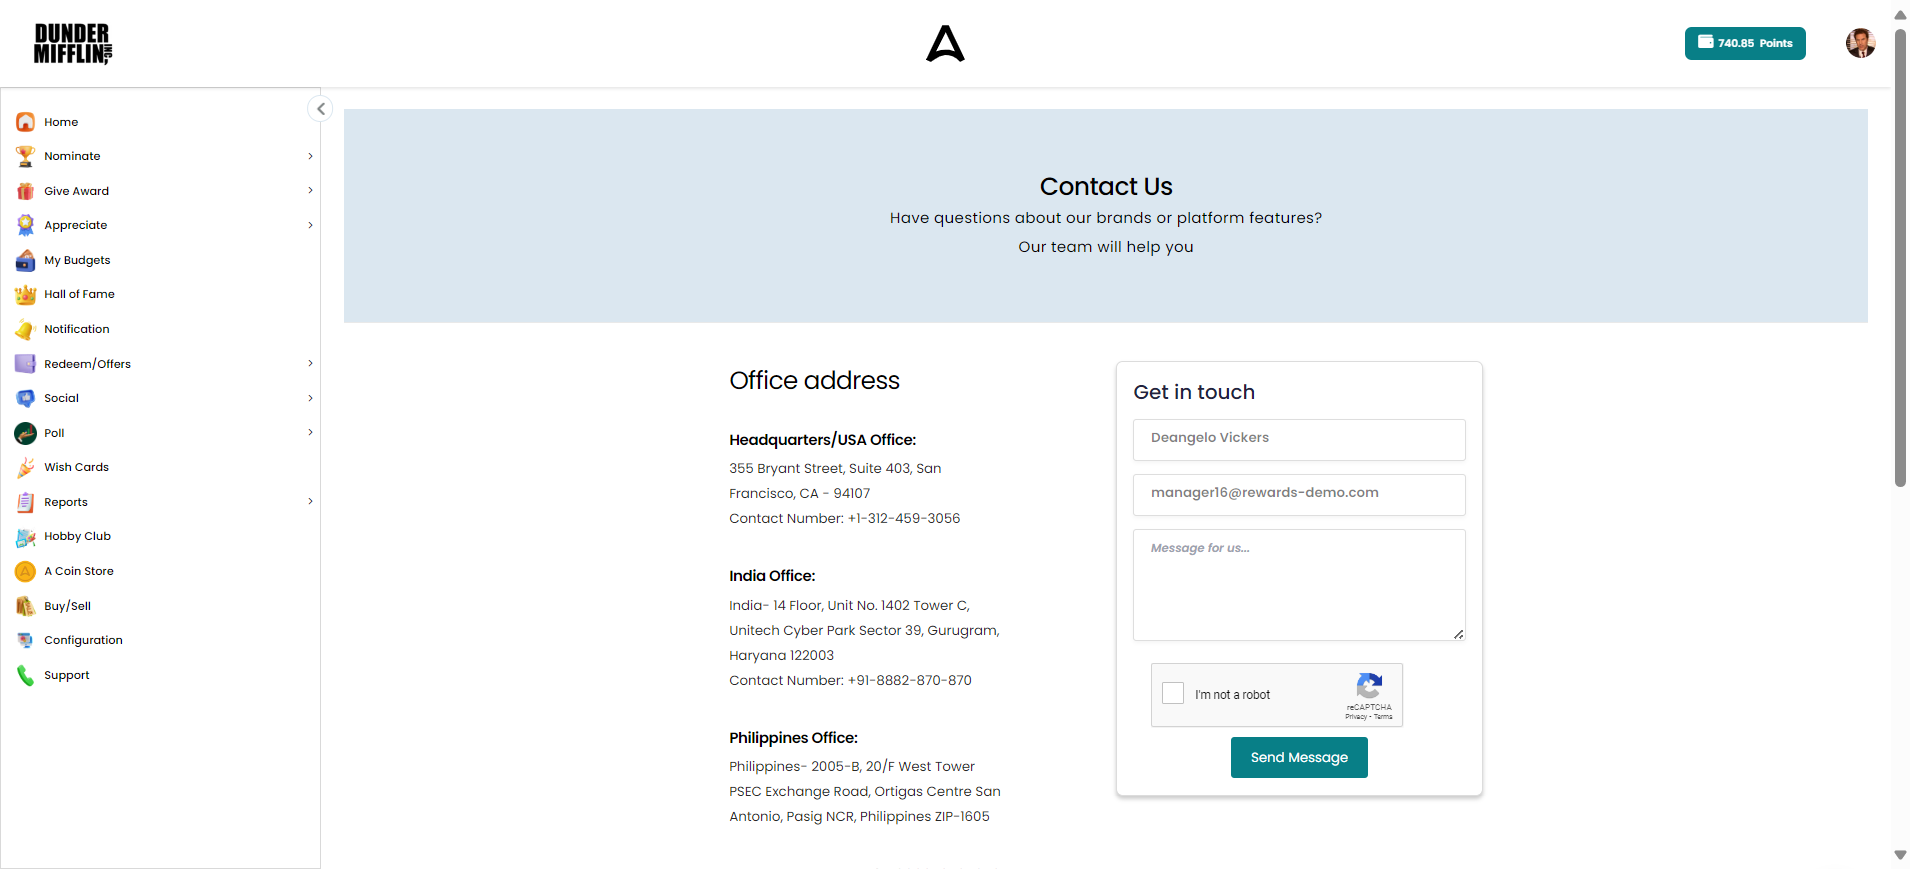 DUNDER
MIFFLIN, INC
740.85 Points
Home
Nominate
Give Award
Appreciate
My Budgets
Hall of Fame
Notification
Redeem/Offers
Social
Poll
Wish Cards
Reports
Hobby Club
A Coin Store
Buy/Sell
Configuration
Support
Contact Us
Have questions about our brands or platform features?
Our team will help you
Office address
Headquarters/USA Office:
355 Bryant Street, Suite 403, San
Francisco, CA - 94107
Contact Number: +1-312-459-3056
India Office:
India- 14 Floor, Unit No. 1402 Tower C,
Unitech Cyber Park Sector 39, Gurugram,
Haryana 122003
Contact Number: +91-8882-870-870
Philippines Office:
Philippines- 2005-B, 20/F West Tower
PSEC Exchange Road, Ortigas Centre San
Antonio, Pasig NCR, Philippines ZIP-1605
Get in touch
Deangelo Vickers
manager16@rewards-demo.com
Message for us...
I'm not a robot
reCAPTCHA
Privacy - Terms
Send Message